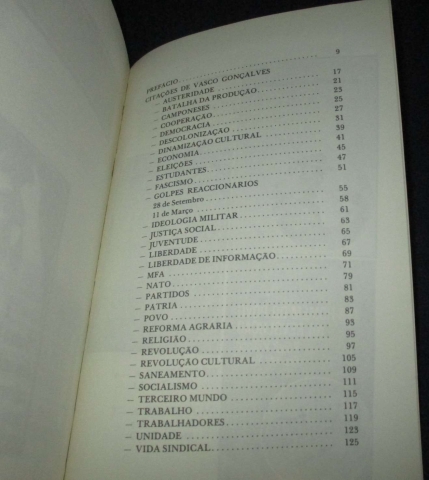 PREFACIO 9
CITAÇÕES DE VASCO GONÇALVES
— AUSTERIDADE 17
— BATALHA DA PRODUÇÃO 21
— CAMPONESES 23
— COOPERAÇÃO 25
— DEMOCRACIA 27
— DESCOLONIZAÇÃO 31
— DINAMIZAÇÃO CULTURAL 39
— ECONOMIA 41
— ELEIÇÕES 45
— ESTUDANTES 47
— FASCISMO 51
— GOLPES REACCIONÁRIOS
28 de Setembro 55
11 de Março 58
— IDEOLOGIA MILITAR 61
— JUSTIÇA SOCIAL 63
— JUVENTUDE 65
— LIBERDADE 67
— LIBERDADE DE INFORMAÇÃO 69
— MFA 71
— NATO 79
— PARTIDOS 81
— PATRIA 83
— POVO 87
— REFORMA AGRARIA 93
— RELIGIÃO 95
— REVOLUÇÃO 97
— REVOLUÇÃO CULTURAL 105
— SANEAMENTO 109
— SOCIALISMO 111
— TERCEIRO MUNDO 115
— TRABALHO 117
— TRABALHADORES 119
— UNIDADE 123
— VIDA SINDICAL 125